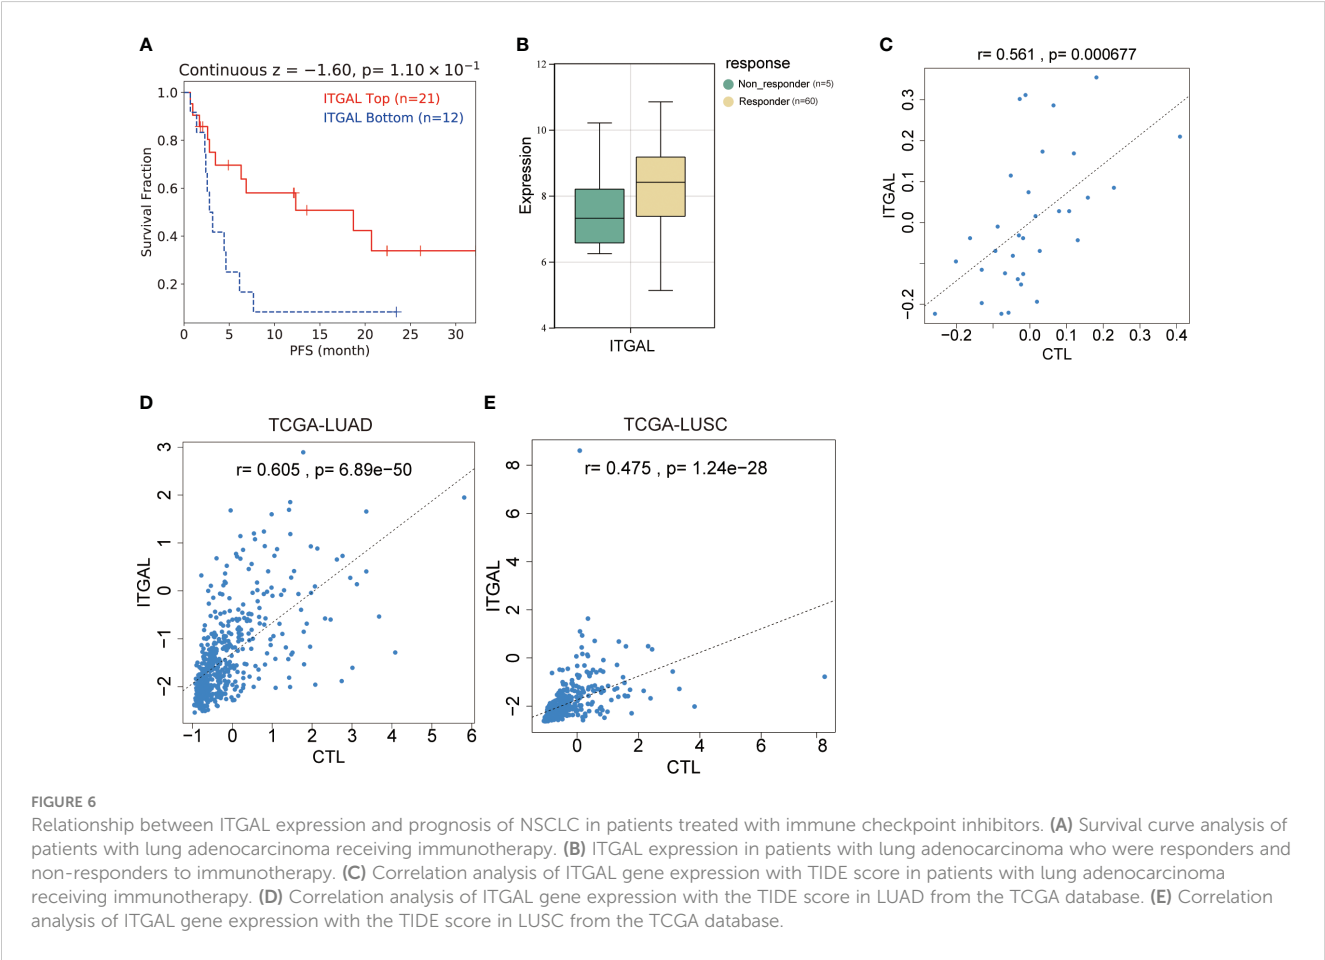 A
Continuous z = −1.60, p= 1.10 × 10⁻¹
ITGAL Top (n=21)
ITGAL Bottom (n=12)
Survival Fraction
1.0
0.8
0.6
0.4
0.2
0 5 10 15 20 25 30
PFS (month)
B
response
Non_responder (n=5)
Responder (n=60)
Expression
12
10
8
6
4
ITGAL
C
r= 0.561 , p= 0.000677
ITGAL
0.3
0.2
0.1
0.0
−0.2
−0.2 0.0 0.1 0.2 0.3 0.4
CTL
D
TCGA-LUAD
r= 0.605 , p= 6.89e−50
ITGAL
3
2
1
0
−1
−2
−1 0 1 2 3 4 5 6
CTL
E
TCGA-LUSC
r= 0.475 , p= 1.24e−28
ITGAL
8
6
4
2
0
−2
0 2 4 6 8
CTL
FIGURE 6
Relationship between ITGAL expression and prognosis of NSCLC in patients treated with immune checkpoint inhibitors. (A) Survival curve analysis of
patients with lung adenocarcinoma receiving immunotherapy. (B) ITGAL expression in patients with lung adenocarcinoma who were responders and
non-responders to immunotherapy. (C) Correlation analysis of ITGAL gene expression with TIDE score in patients with lung adenocarcinoma
receiving immunotherapy. (D) Correlation analysis of ITGAL gene expression with the TIDE score in LUAD from the TCGA database. (E) Correlation
analysis of ITGAL gene expression with the TIDE score in LUSC from the TCGA database.